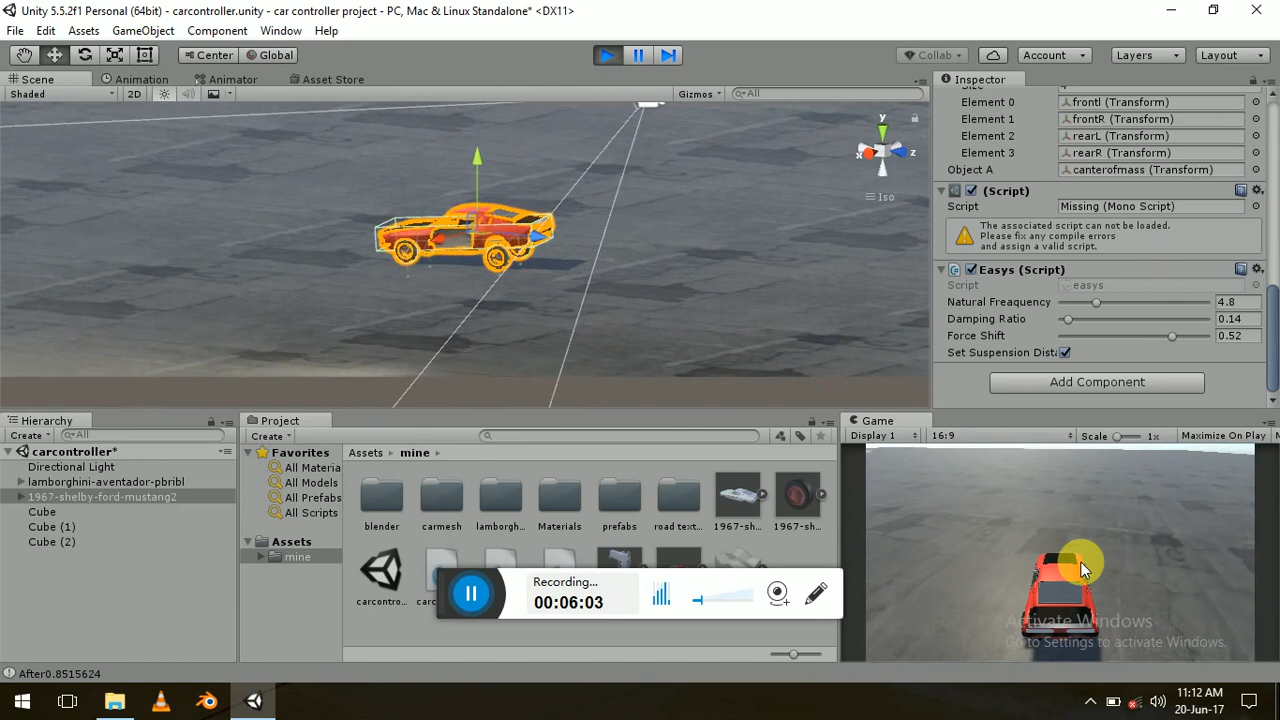 Unity 5.5.2f1 Personal (64bit) - carcontroller.unity - car controller project - PC, Mac & Linux Standalone* <DX11>
File Edit Assets GameObject Component Window Help
Center Global Collab Account Layers Layout
Scene Animation Animator Asset Store
Shaded 2D Gizmos All
y
x z
Iso
Inspector
Element 0 frontl (Transform)
Element 1 frontR (Transform)
Element 2 rearL (Transform)
Element 3 rearR (Transform)
Object A canterofmass (Transform)
(Script)
Script Missing (Mono Script)
The associated script can not be loaded.
Please fix any compile errors
and assign a valid script.
Easys (Script)
Script easys
Natural Freaquency 4.8
Damping Ratio 0.14
Force Shift 0.52
Set Suspension Dista
Add Component
Hierarchy
Create All
carcontroller*
Directional Light
lamborghini-aventador-pbribl
1967-shelby-ford-mustang2
Cube
Cube (1)
Cube (2)
Project
Create
Favorites
All Materia
All Models
All Prefabs
All Scripts
Assets
mine
Assets mine
blender carmesh lamborgh... Materials prefabs road text... 1967-sh... 1967-sh...
carcontro...
Recording...
00:06:03
Game
Display 1 16:9 Scale 1x Maximize On Play
Activate Windows
Go to Settings to activate Windows.
After0.8515624
11:12 AM
20-Jun-17